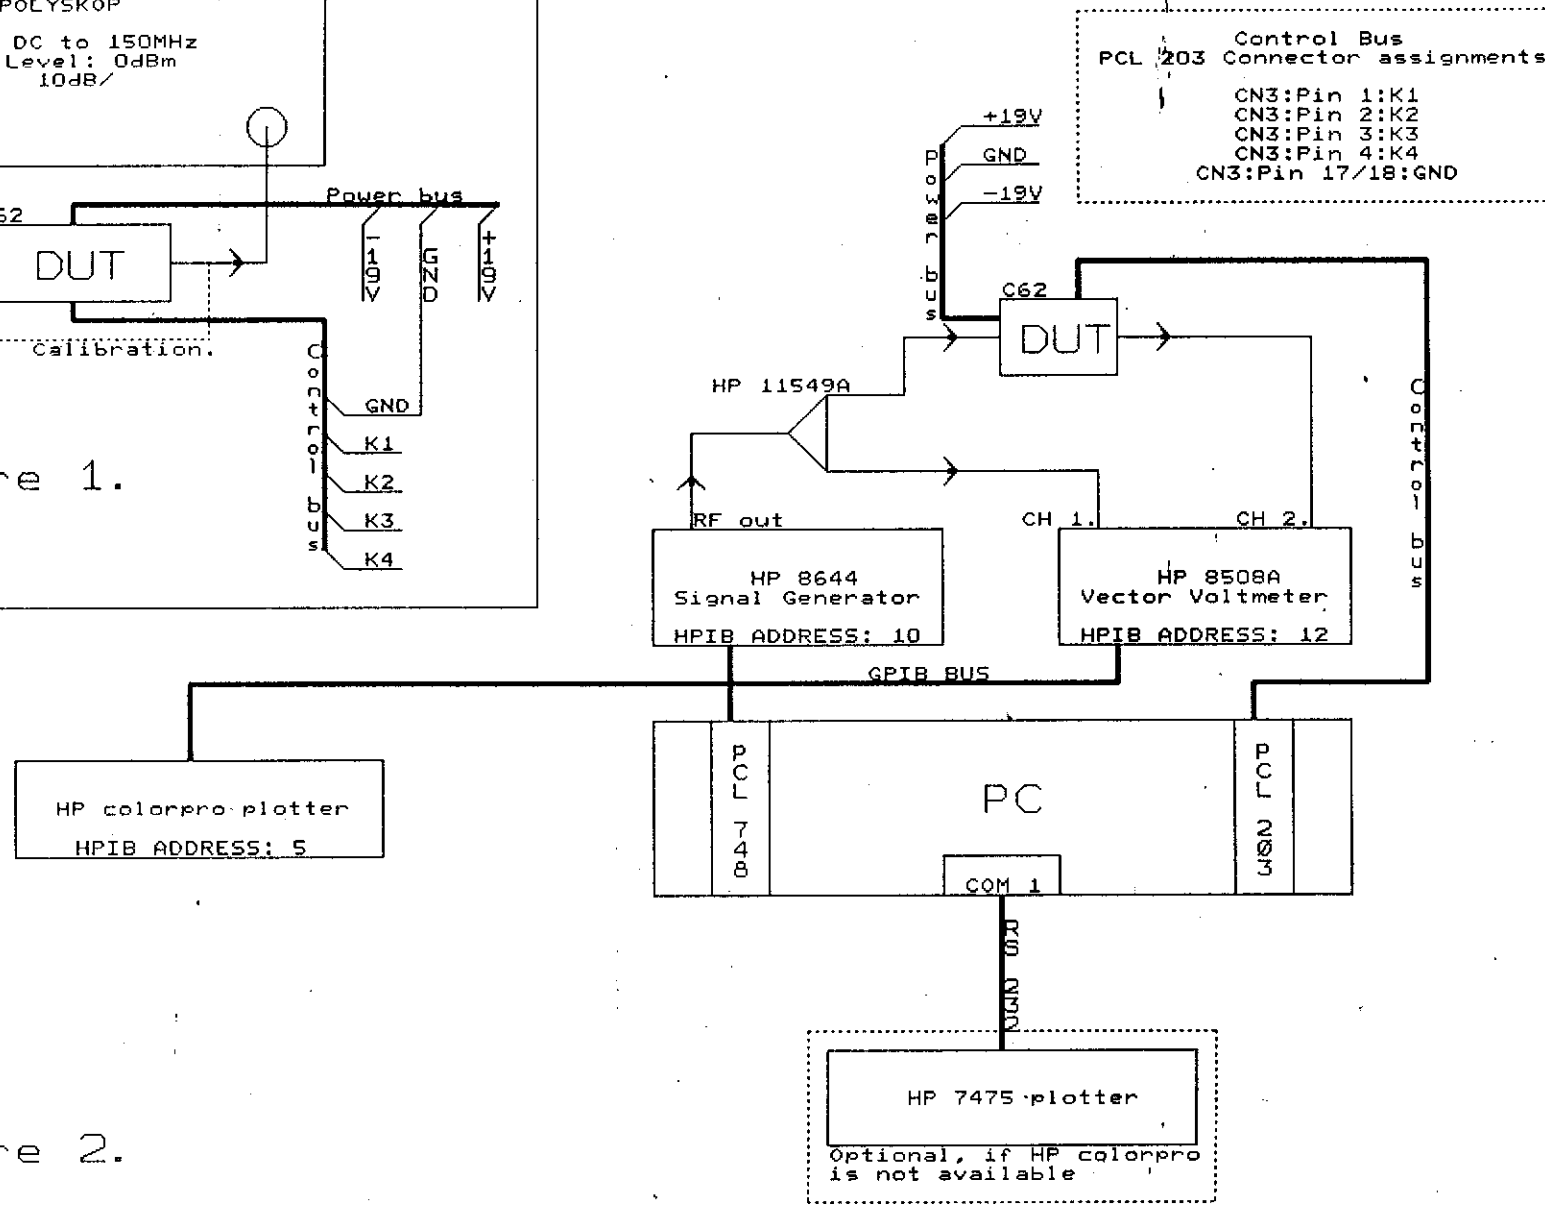 POLYSKOP
DC to 150MHz
Level: 0dBm
10dB/
Power bus
-19V
GND
+19V
62
DUT
Calibration.
Control bus
GND
K1
K2
K3
K4
re 1.
Control Bus
PCL 203 Connector assignments
CN3:Pin 1:K1
CN3:Pin 2:K2
CN3:Pin 3:K3
CN3:Pin 4:K4
CN3:Pin 17/18:GND
+19V
GND
-19V
Power bus
C62
DUT
HP 11549A
Control bus
RF out
CH 1.
CH 2.
HP 8644
Signal Generator
HPIB ADDRESS: 10
HP 8508A
Vector Voltmeter
HPIB ADDRESS: 12
GPIB BUS
HP colorpro plotter
HPIB ADDRESS: 5
PCL 748
PC
PCL 203
COM 1
RS 232
HP 7475 plotter
Optional, if HP colorpro
is not available
re 2.